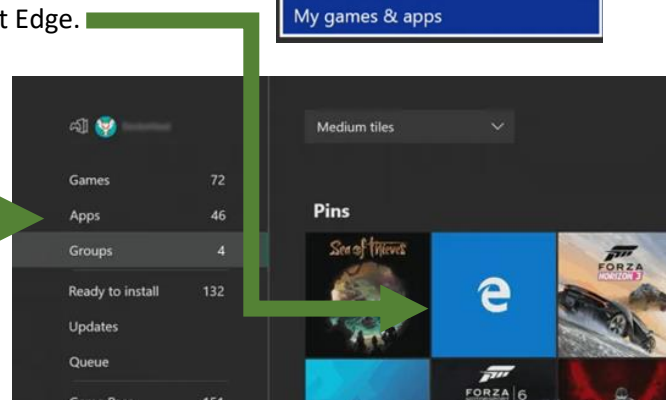 t Edge.
My games & apps
Medium tiles
Games 72
Apps 46
Groups 4
Ready to install 132
Updates
Queue
Pins
Sea of Thieves
FORZA
HORIZON 3
FORZA 6